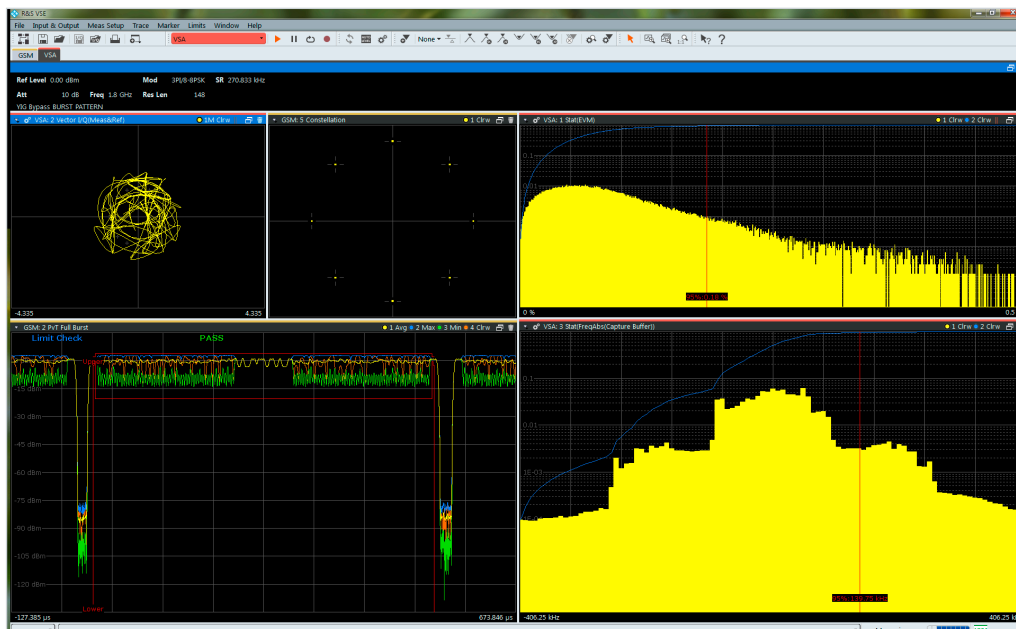 R&S VSE
File Input & Output Meas Setup Trace Marker Limits Window Help
VSA None
GSM VSA
Ref Level 0.00 dBm Mod 3PI/8-8PSK SR 270.833 kHz
Att 10 dB Freq 1.8 GHz Res Len 148
YIG Bypass BURST PATTERN
VSA: 2 Vector I/Q(Meas&Ref) 1M Clrw
GSM: 5 Constellation 1 Clrw
VSA: 1 Stat(EVM) 1 Clrw 2 Clrw
0.1
0.01
-4.335 4.335
0 % 0.5
GSM: 2 PvT Full Burst 1 Avg 2 Max 3 Min 4 Clrw
VSA: 3 Stat(FreqAbs(Capture Buffer)) 1 Clrw 2 Clrw
Limit Check PASS
Upper
-15 dBm
-30 dBm
-45 dBm
-60 dBm
-75 dBm
-90 dBm
-105 dBm
-120 dBm
Lower
-127.385 µs 673.846 µs
0.1
0.01
1E-03
-406.25 kHz